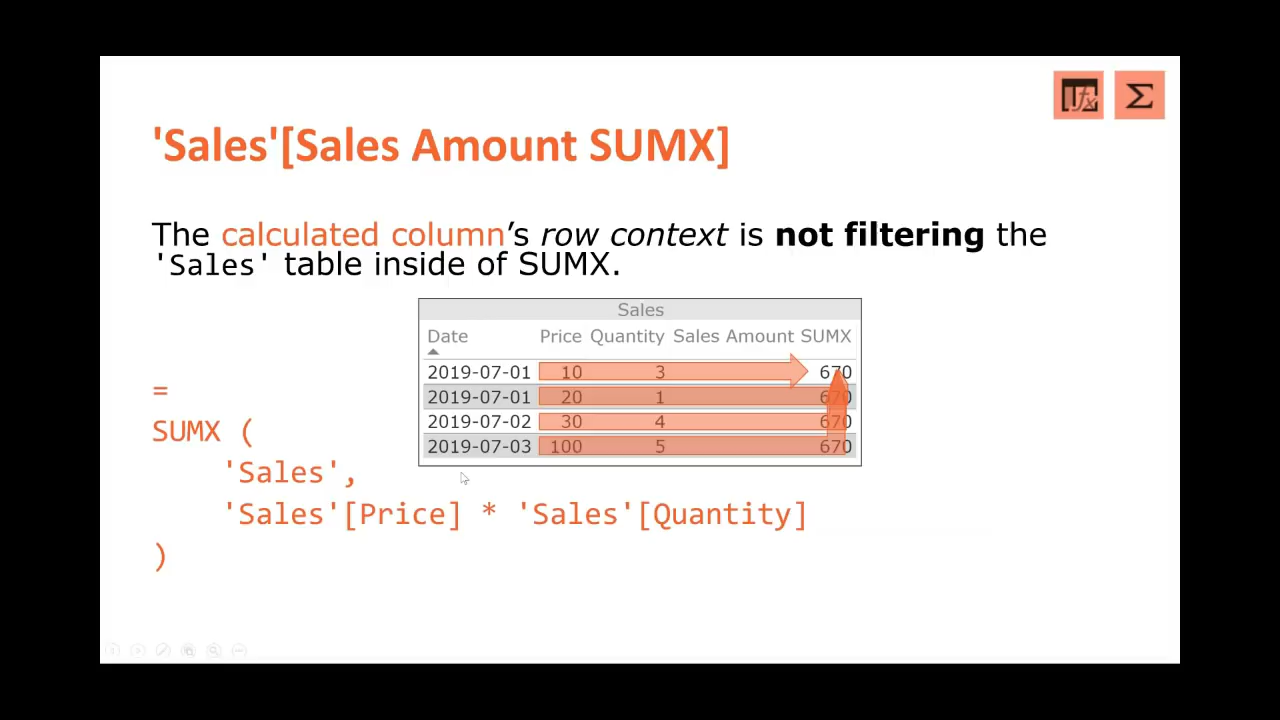 'Sales'[Sales Amount SUMX]
The calculated column’s row context is not filtering the
'Sales' table inside of SUMX.
Sales
Date Price Quantity Sales Amount SUMX
2019-07-01 10 3 670
2019-07-01 20 1 670
2019-07-02 30 4 670
2019-07-03 100 5 670
=
SUMX (
'Sales',
'Sales'[Price] * 'Sales'[Quantity]
)